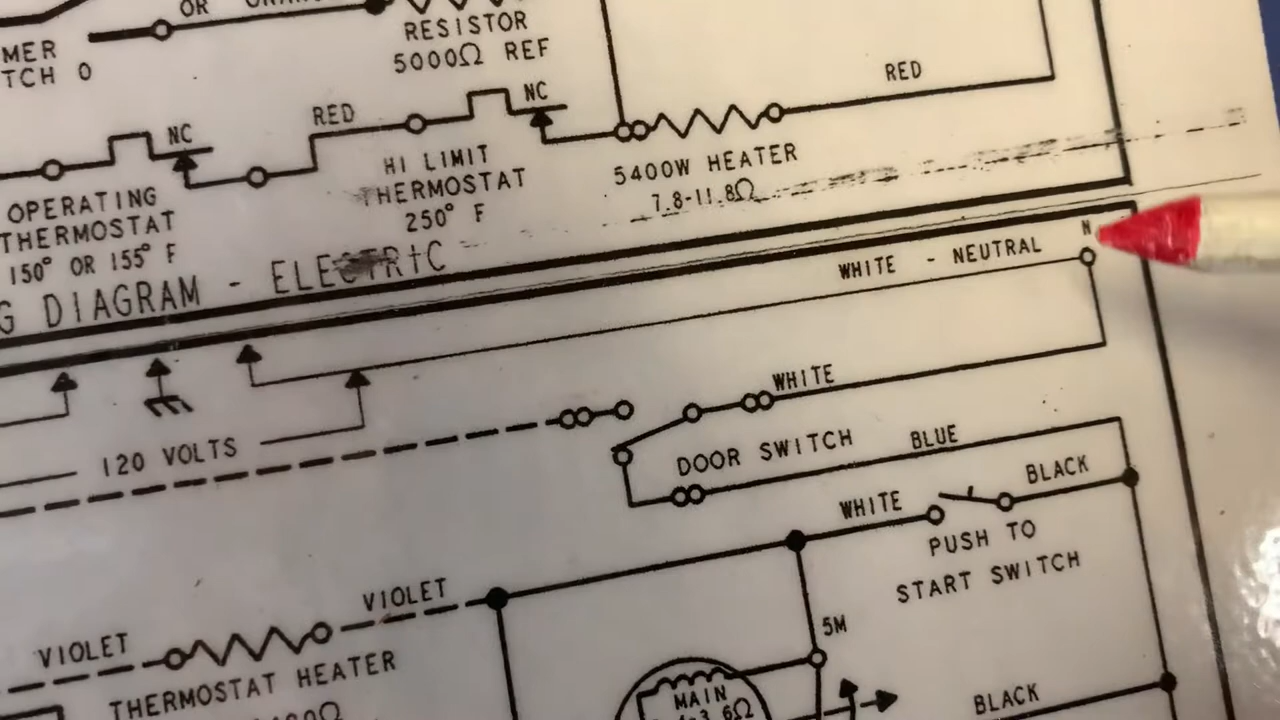 OR
MER
TCH O
RESISTOR
5000Ω REF
NC
RED
NC
RED
HI LIMIT
THERMOSTAT
250° F
5400W HEATER
7.8-11.8Ω
OPERATING
THERMOSTAT
150° OR 155° F
G DIAGRAM - ELECTRIC
N
WHITE - NEUTRAL
120 VOLTS
WHITE
DOOR SWITCH
BLUE
BLACK
WHITE
PUSH TO
START SWITCH
VIOLET
VIOLET
THERMOSTAT HEATER
5M
MAIN
3.6Ω
BLACK